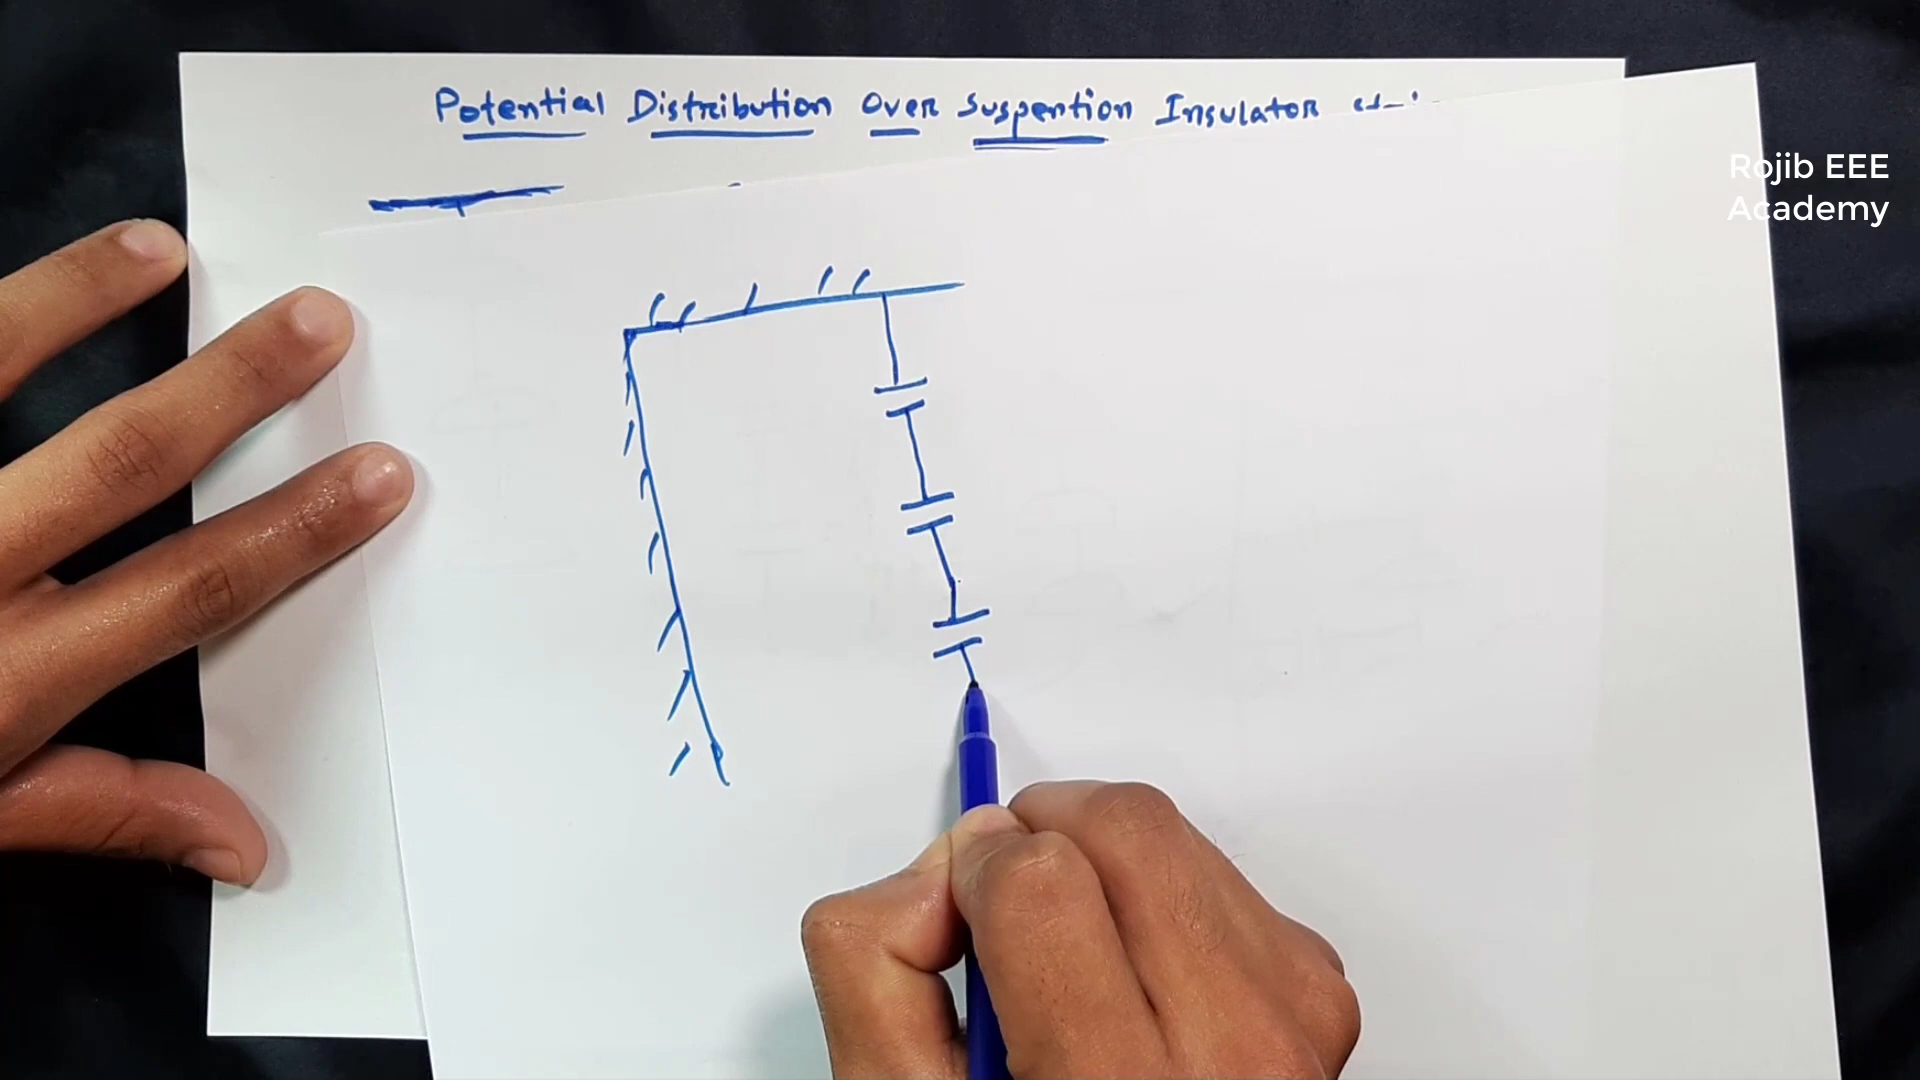 Potential Distribution Over Suspention Insulator
Rojib EEE
Academy